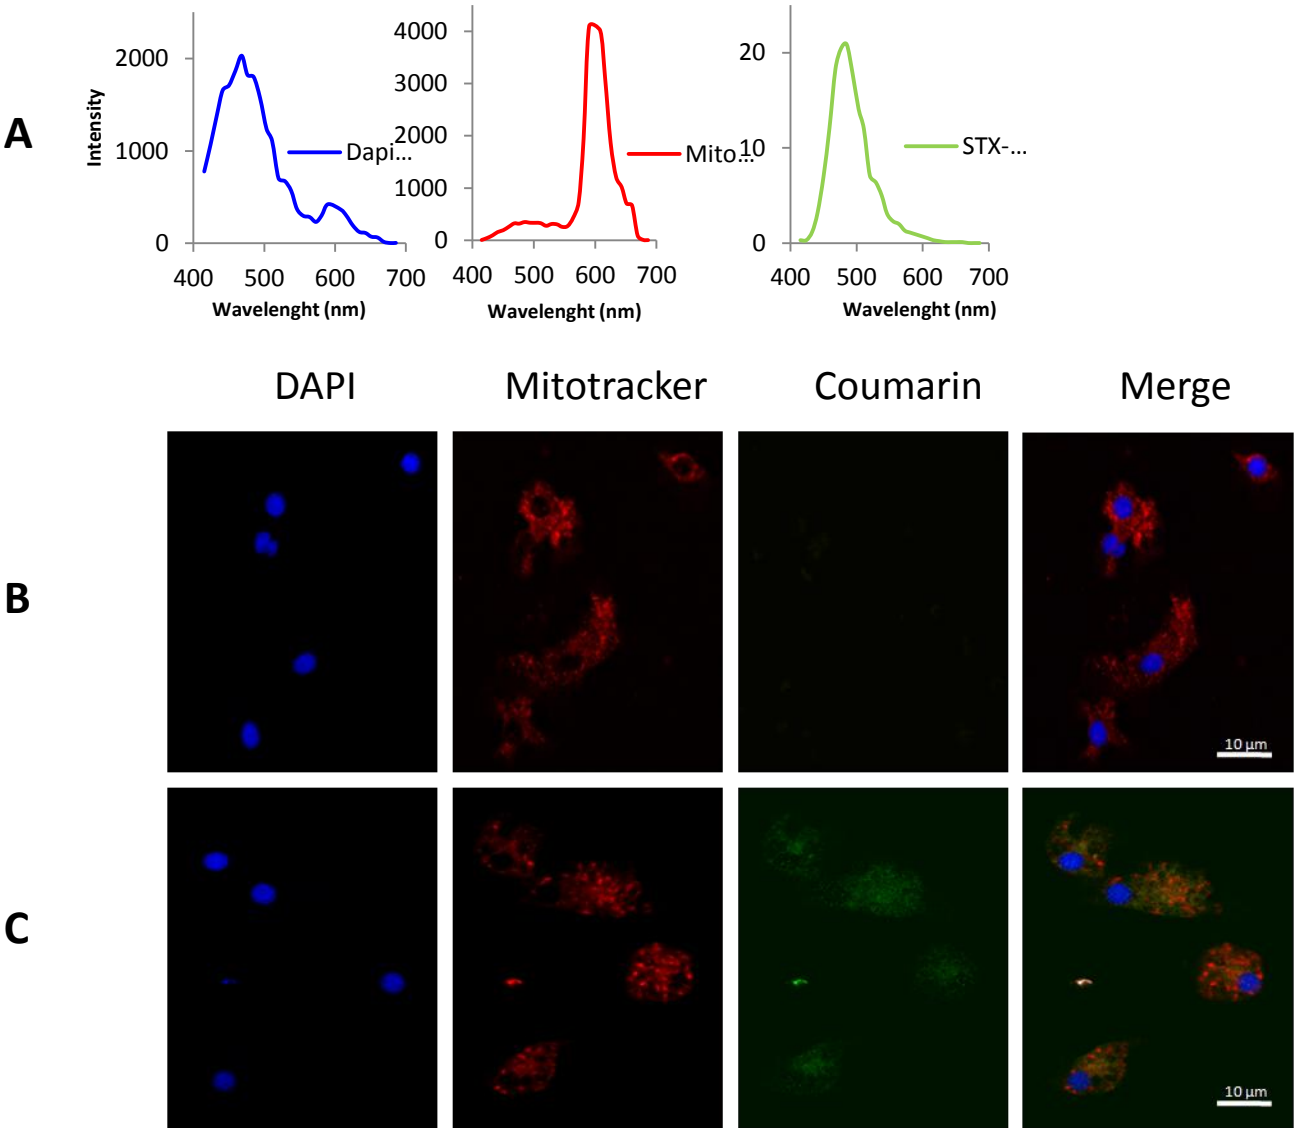 A
Intensity
2000
1000
0
400 500 600 700
Wavelenght (nm)
Dapi...
4000
3000
2000
1000
0
400 500 600 700
Wavelenght (nm)
Mito...
20
10
0
400 500 600 700
Wavelenght (nm)
STX-...
DAPI Mitotracker Coumarin Merge
B
10 µm
C
10 µm